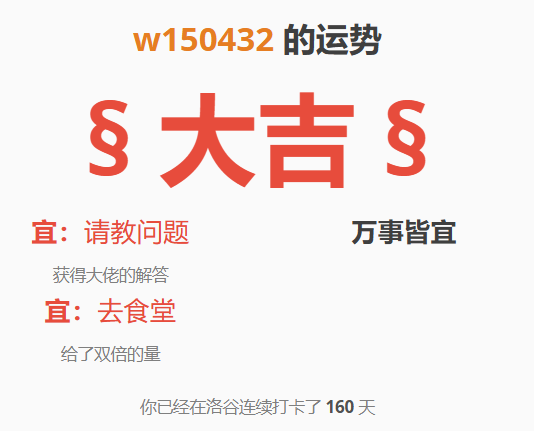 w150432 的运势
§ 大吉 §
宜：请教问题
万事皆宜
获得大佬的解答
宜：去食堂
给了双倍的量
你已经在洛谷连续打卡了 160 天